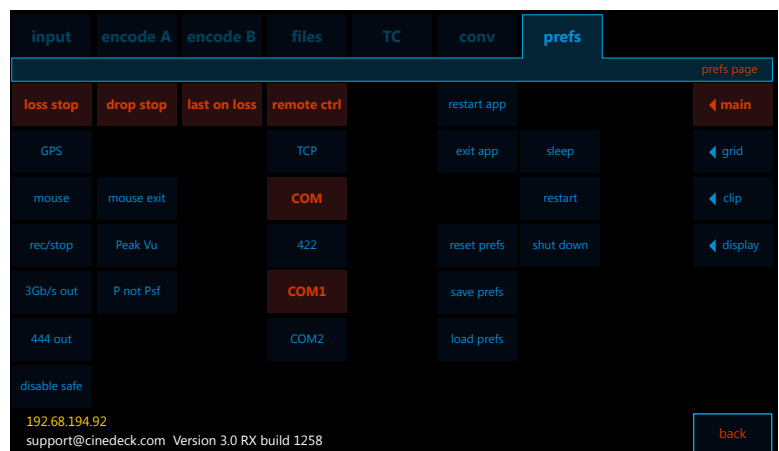 input encode A encode B files TC conv prefs
prefs page
loss stop drop stop last on loss remote ctrl restart app main
GPS TCP exit app sleep grid
mouse mouse exit COM restart clip
rec/stop Peak Vu 422 reset prefs shut down display
3Gb/s out P not Psf COM1 save prefs
444 out COM2 load prefs
disable safe
192.68.194.92
support@cinedeck.com Version 3.0 RX build 1258
back